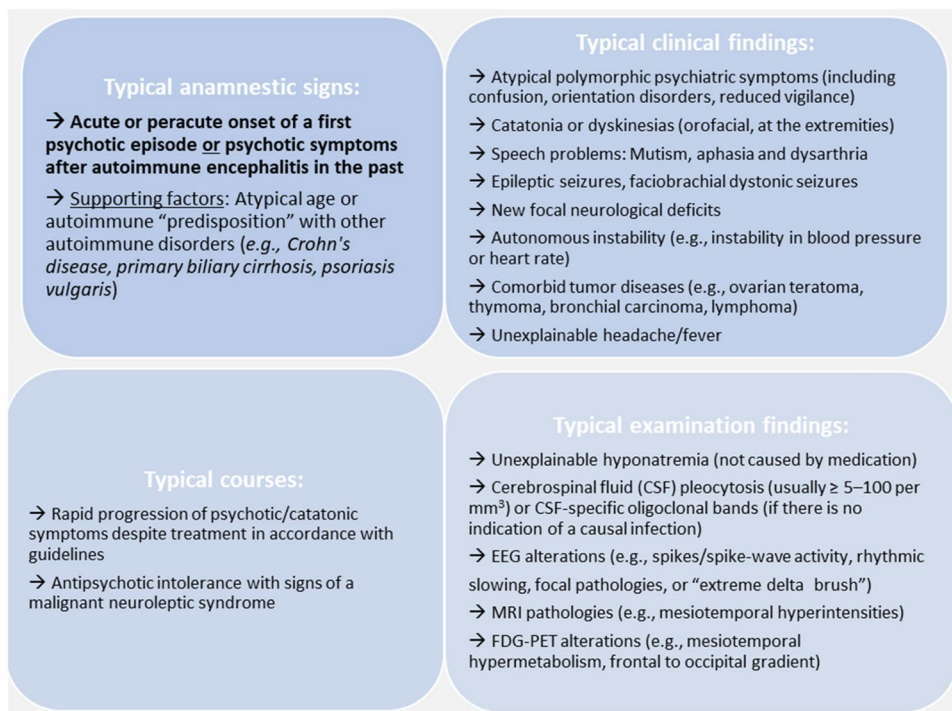 Typical anamnestic signs:
→ Acute or peracute onset of a first
psychotic episode or psychotic symptoms
after autoimmune encephalitis in the past
→ Supporting factors: Atypical age or
autoimmune “predisposition” with other
autoimmune disorders (e.g., Crohn's
disease, primary biliary cirrhosis, psoriasis
vulgaris)
Typical clinical findings:
→ Atypical polymorphic psychiatric symptoms (including
confusion, orientation disorders, reduced vigilance)
→ Catatonia or dyskinesias (orofacial, at the extremities)
→ Speech problems: Mutism, aphasia and dysarthria
→ Epileptic seizures, faciobrachial dystonic seizures
→ New focal neurological deficits
→ Autonomous instability (e.g., instability in blood pressure
or heart rate)
→ Comorbid tumor diseases (e.g., ovarian teratoma,
thymoma, bronchial carcinoma, lymphoma)
→ Unexplainable headache/fever
Typical courses:
→ Rapid progression of psychotic/catatonic
symptoms despite treatment in accordance with
guidelines
→ Antipsychotic intolerance with signs of a
malignant neuroleptic syndrome
Typical examination findings:
→ Unexplainable hyponatremia (not caused by medication)
→ Cerebrospinal fluid (CSF) pleocytosis (usually ≥ 5–100 per
mm³) or CSF-specific oligoclonal bands (if there is no
indication of a causal infection)
→ EEG alterations (e.g., spikes/spike-wave activity, rhythmic
slowing, focal pathologies, or “extreme delta brush”)
→ MRI pathologies (e.g., mesiotemporal hyperintensities)
→ FDG-PET alterations (e.g., mesiotemporal
hypermetabolism, frontal to occipital gradient)